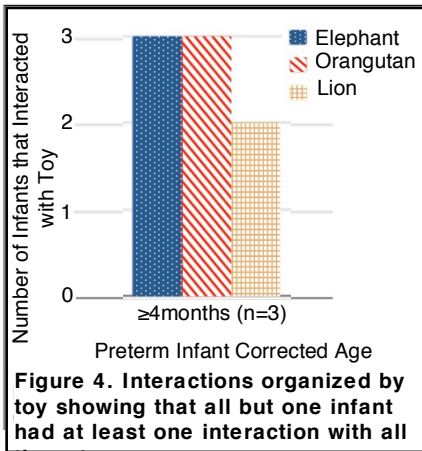 Number of Infants that Interacted
with Toy
3
2
1
0
Elephant
Orangutan
Lion
≥4months (n=3)
Preterm Infant Corrected Age
Figure 4. Interactions organized by
toy showing that all but one infant
had at least one interaction with all